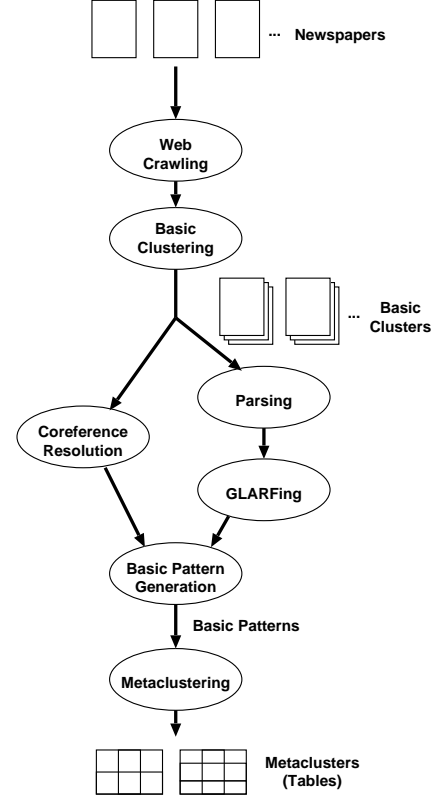 ... Newspapers
Web
Crawling
Basic
Clustering
... Basic
Clusters
Parsing
Coreference
Resolution
GLARFing
Basic Pattern
Generation
Basic Patterns
Metaclustering
Metaclusters
(Tables)